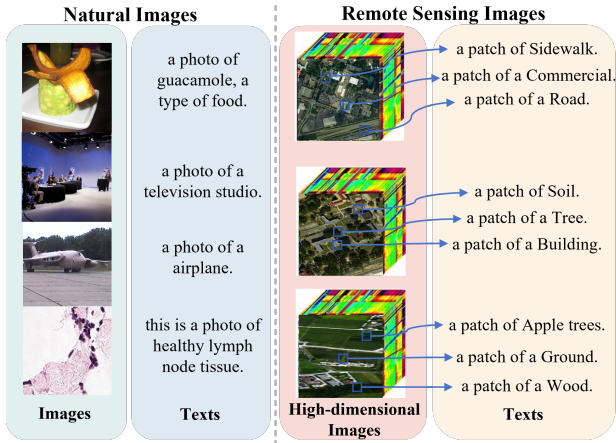 Natural Images
a photo of
guacamole, a
type of food.
a photo of a
television studio.
a photo of a
airplane.
this is a photo of
healthy lymph
node tissue.
Images
Texts
Remote Sensing Images
a patch of Sidewalk.
a patch of a Commercial.
a patch of a Road.
a patch of Soil.
a patch of a Tree.
a patch of a Building.
a patch of Apple trees.
a patch of a Ground.
a patch of a Wood.
High-dimensional
Images
Texts